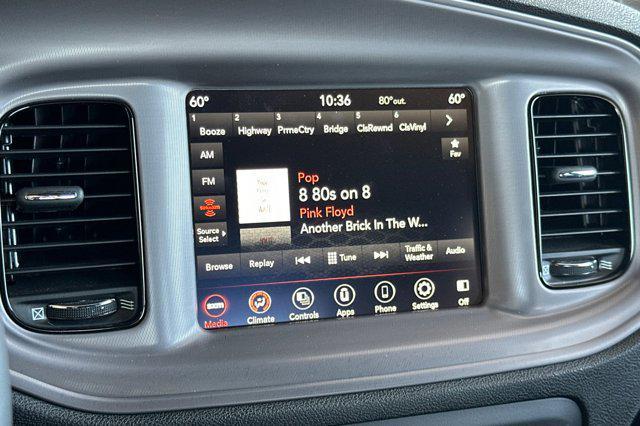 60° 10:36 80° out. 60°
1 2 3 4 5 6
Booze Highway PrmeCtry Bridge ClsRewnd ClsVinyl
AM
FM
Fav
Pop
8 80s on 8
Pink Floyd
Another Brick In The W...
Source
Select
Browse Replay Tune Traffic & Weather Audio
SXM
Media Climate Controls Apps Phone Settings Off